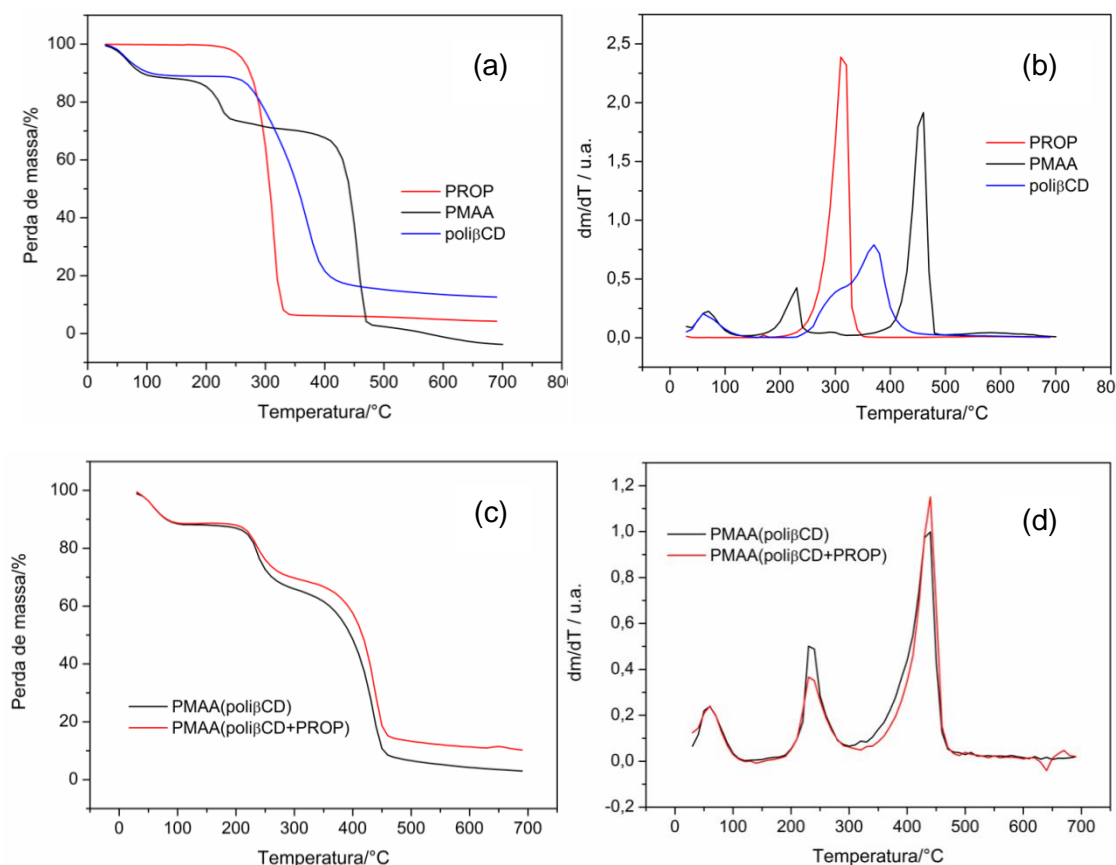 (a)
100
80
60
40
20
0
Perda de massa/%
PROP
PMAA
poliβCD
0 100 200 300 400 500 600 700 80
Temperatura/°C
(b)
2,5
2,0
1,5
1,0
0,5
0,0
dm/dT / u.a.
PROP
PMAA
poliβCD
0 100 200 300 400 500 600 700 80
Temperatura/°C
(c)
100
80
60
40
20
0
Perda de massa/%
PMAA(poliβCD)
PMAA(poliβCD+PROP)
0 100 200 300 400 500 600 700
Temperatura/°C
(d)
1,2
1,0
0,8
0,6
0,4
0,2
0,0
-0,2
dm/dT / u.a.
PMAA(poliβCD)
PMAA(poliβCD+PROP)
0 100 200 300 400 500 600 700
Temperatura/°C